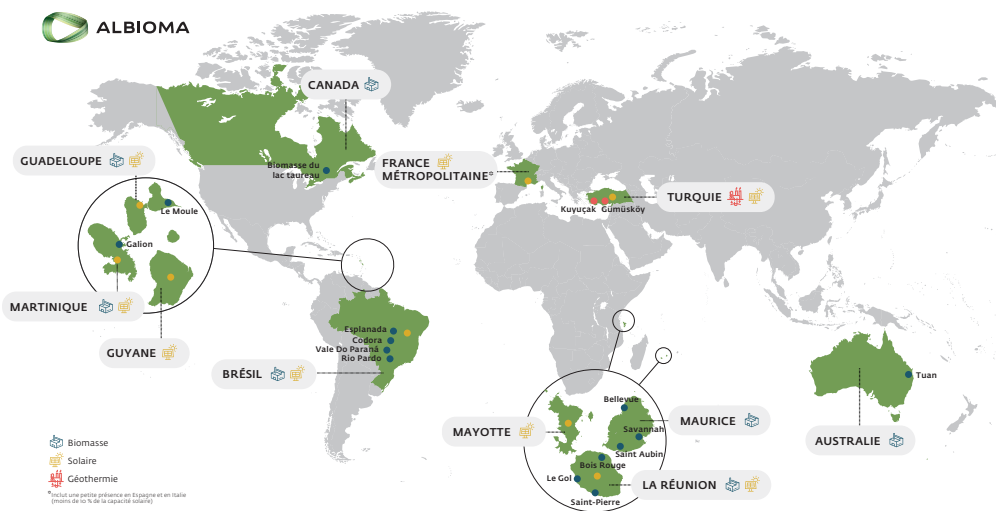 ALBIOMA
CANADA
GUADELOUPE
Biomasse du
lac taureau
FRANCE
MÉTROPOLITAINE*
TURQUIE
Kuyuçak
Gümüsköy
Le Moule
Galion
MARTINIQUE
GUYANE
Esplanada
Codora
Vale Do Paraná
Rio Pardo
BRÉSIL
Tuan
AUSTRALIE
Bellevue
MAURICE
Savannah
MAYOTTE
Saint Aubin
Bois Rouge
Le Gol
LA RÉUNION
Saint-Pierre
Biomasse
Solaire
Géothermie
*Inclut une petite présence en Espagne et en Italie
(moins de 10 % de la capacité solaire)